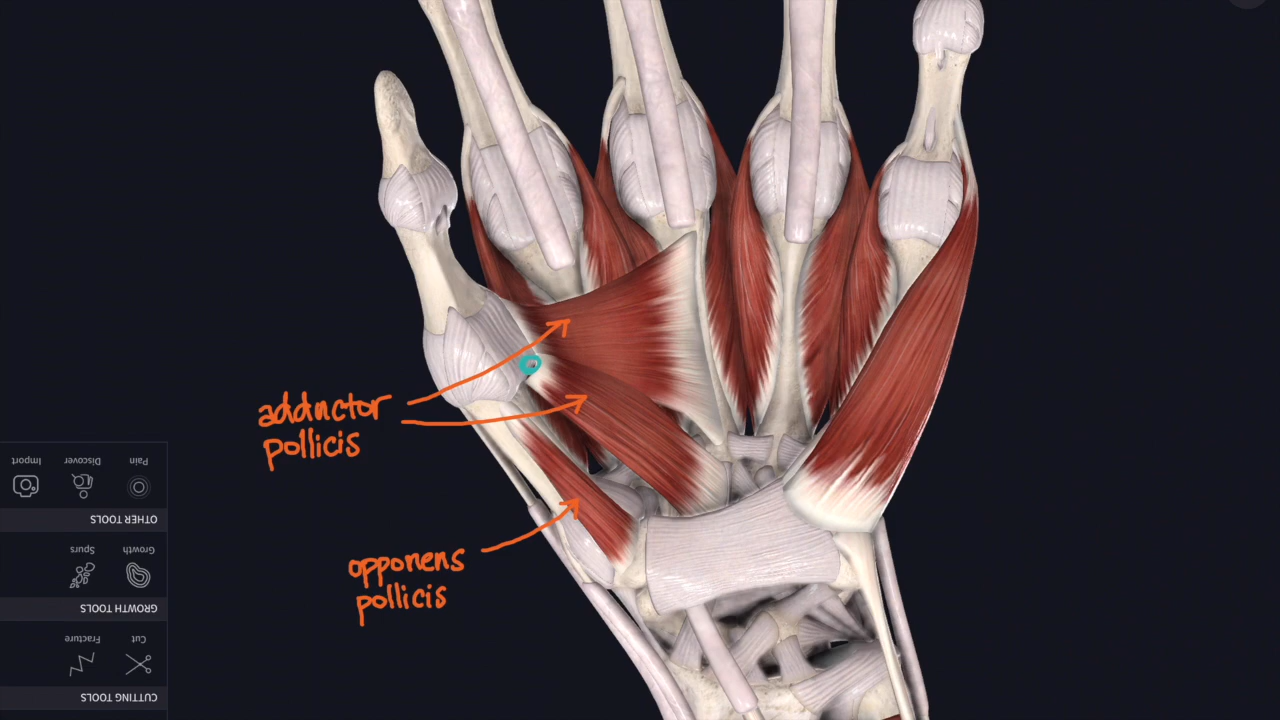 adductor
pollicis
opponens
pollicis
Import Discover Pain
OTHER TOOLS
Spurs Growth
GROWTH TOOLS
Fracture Cut
CUTTING TOOLS